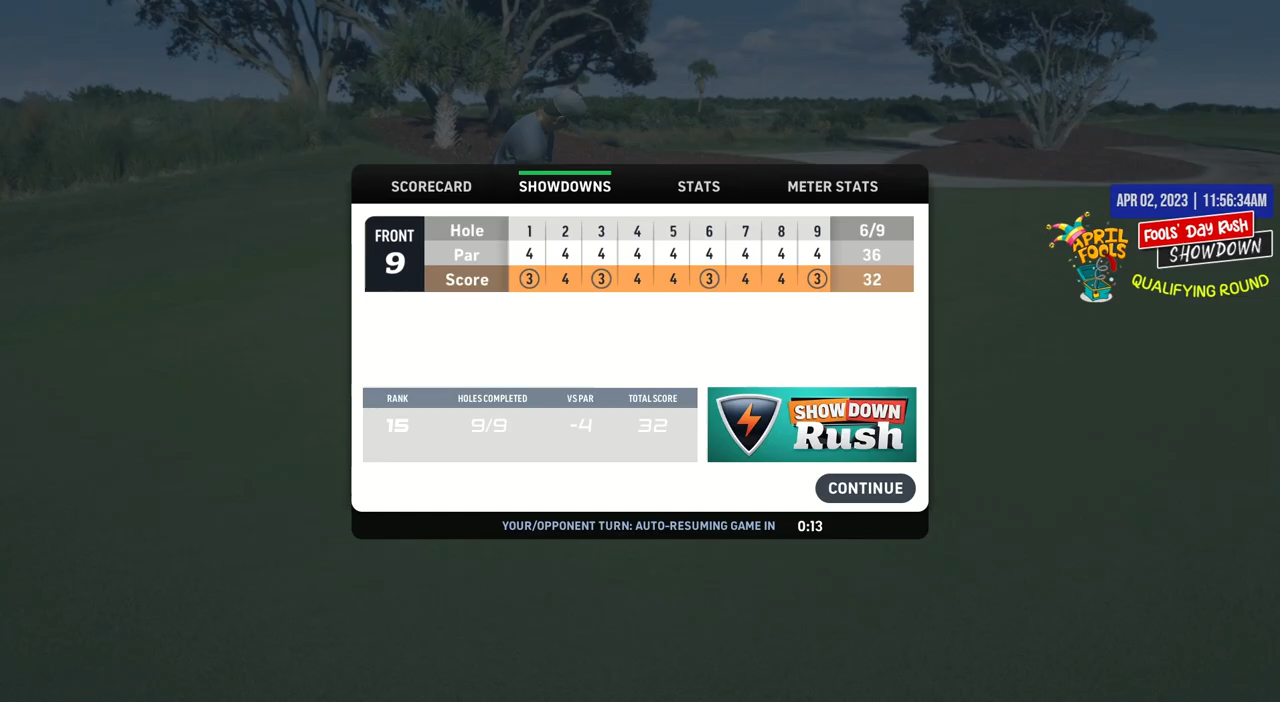 SCORECARD SHOWDOWNS STATS METER STATS
APR 02, 2023 | 11:56:34AM
APRIL FOOLS
FOOLS' DAY RUSH
SHOWDOWN
QUALIFYING ROUND
FRONT 9
Hole 1 2 3 4 5 6 7 8 9 6/9
Par 4 4 4 4 4 4 4 4 4 36
Score 3 4 3 4 4 3 4 4 3 32
RANK HOLES COMPLETED VS PAR TOTAL SCORE
15 9/9 -4 32
SHOWDOWN
Rush
CONTINUE
YOUR/OPPONENT TURN: AUTO-RESUMING GAME IN 0:13